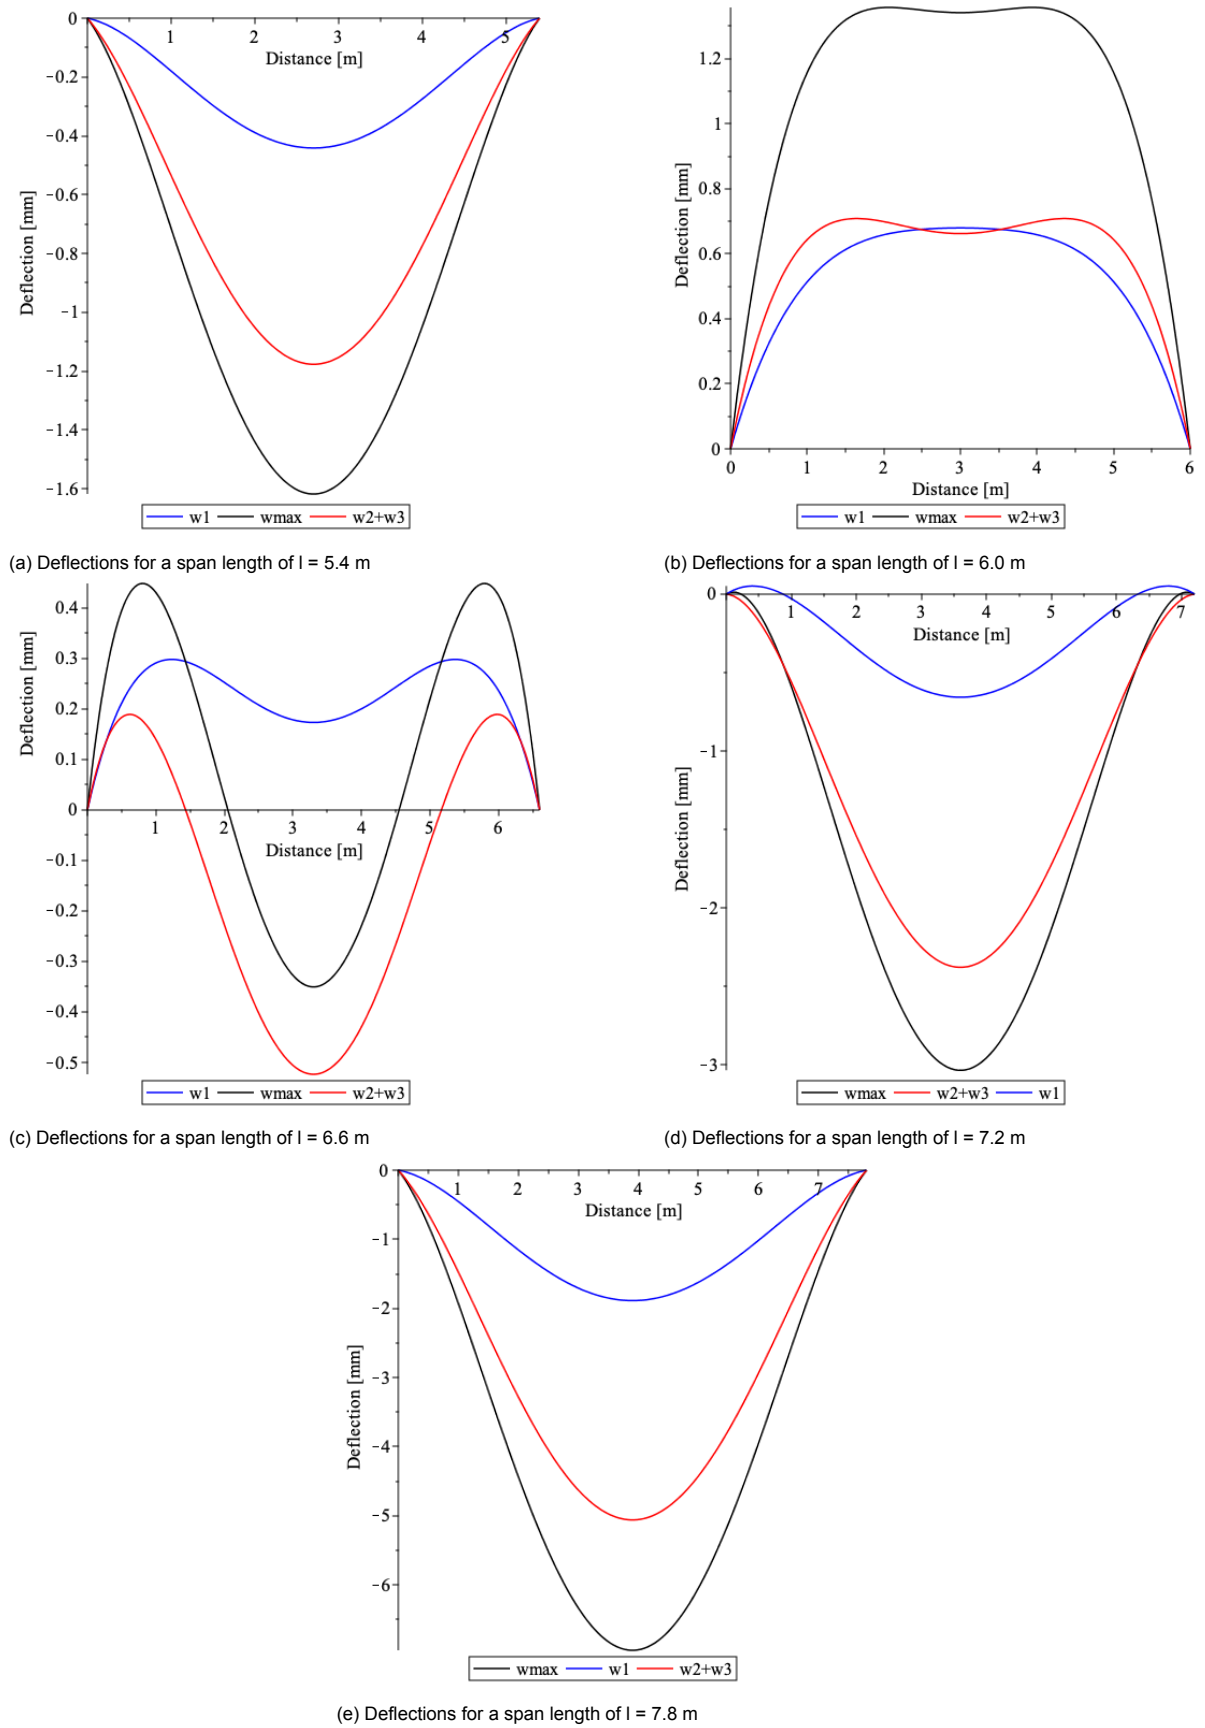 0
1
2
3
4
5
Distance [m]
-0.2
-0.4
-0.6
-0.8
-1
-1.2
-1.4
-1.6
Deflection [mm]
w1 wmax w2+w3
(a) Deflections for a span length of l = 5.4 m
1.2
1
0.8
0.6
0.4
0.2
0
Deflection [mm]
0 1 2 3 4 5 6
Distance [m]
w1 wmax w2+w3
(b) Deflections for a span length of l = 6.0 m
0.4
0.3
0.2
0.1
0
-0.1
-0.2
-0.3
-0.4
-0.5
Deflection [mm]
1 2 3 4 5 6
Distance [m]
w1 wmax w2+w3
(c) Deflections for a span length of l = 6.6 m
0
1 2 3 4 5 6 7
Distance [m]
-1
-2
-3
Deflection [mm]
wmax w2+w3 w1
(d) Deflections for a span length of l = 7.2 m
0
1 2 3 4 5 6 7
Distance [m]
-1
-2
-3
-4
-5
-6
Deflection [mm]
wmax w1 w2+w3
(e) Deflections for a span length of l = 7.8 m